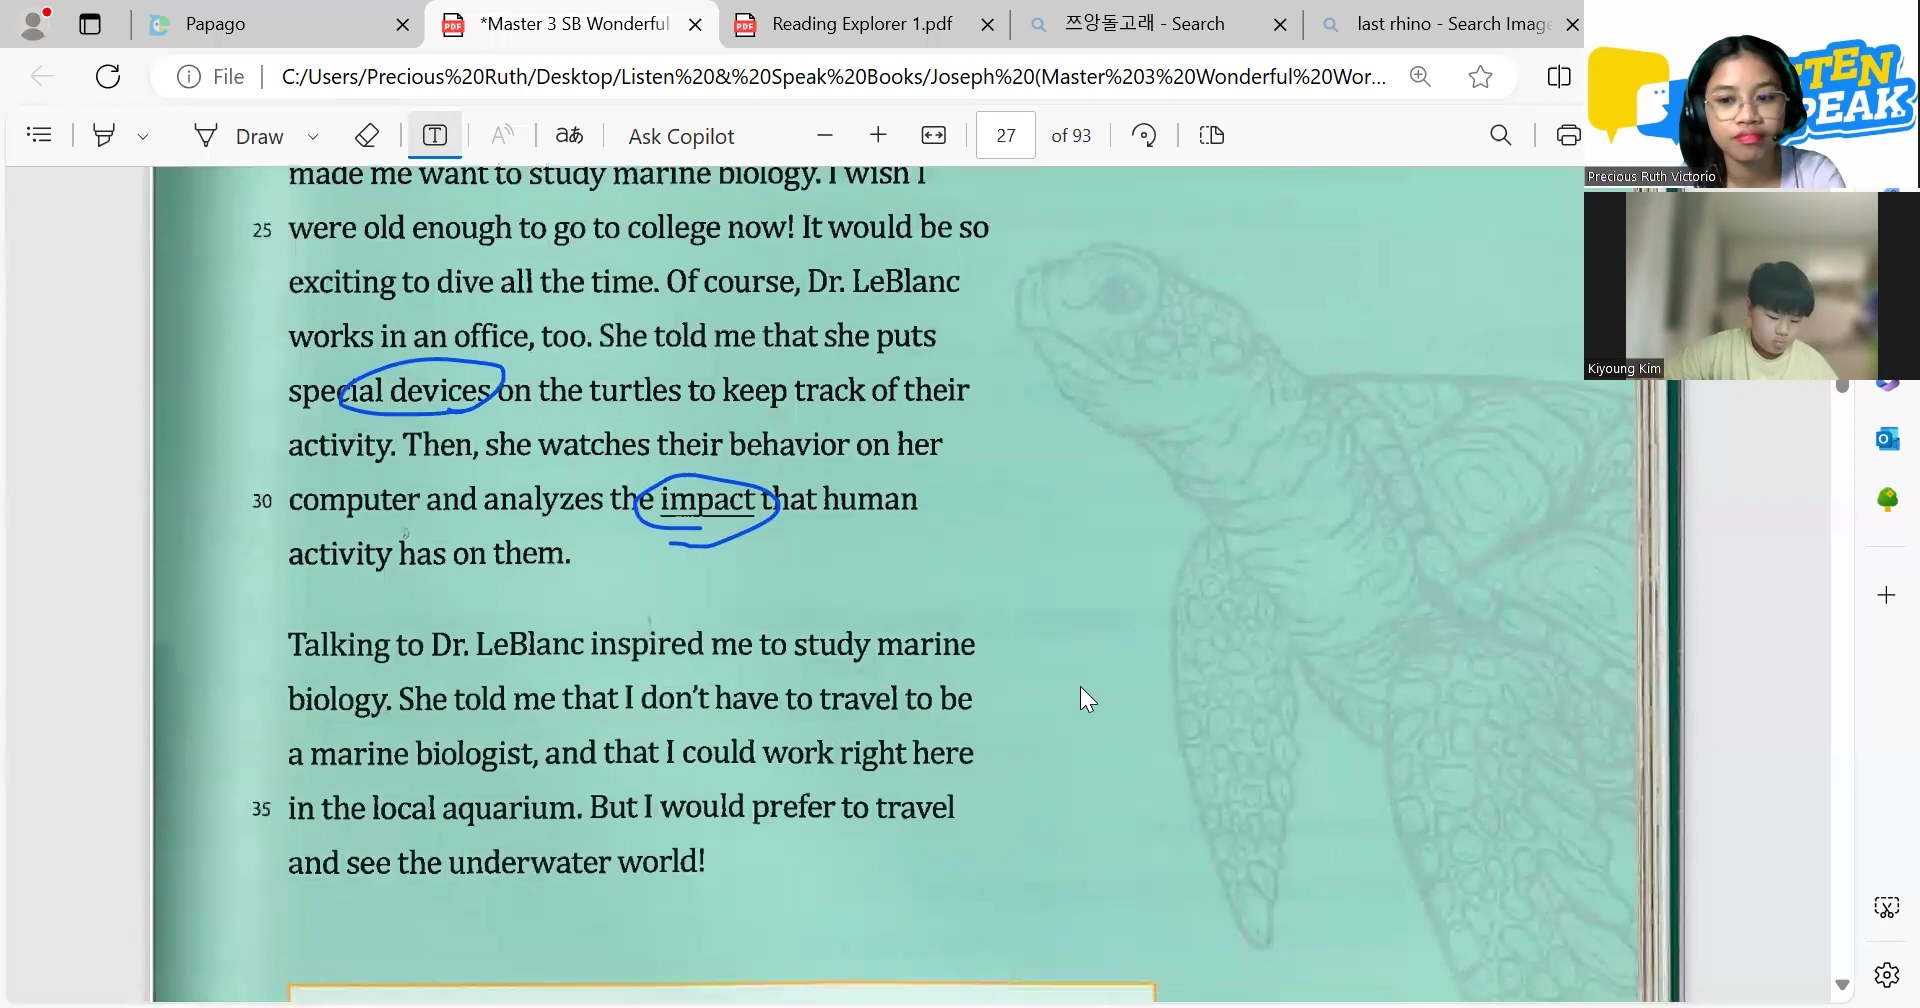 Papago
*Master 3 SB Wonderful
Reading Explorer 1.pdf
쯔양돌고래 - Search
last rhino - Search Image
File
C:/Users/Precious%20Ruth/Desktop/Listen%20&%20Speak%20Books/Joseph%20(Master%203%20Wonderful%20Wor...
Draw
Ask Copilot
27
of 93
made me want to study marine biology. I wish I
25 were old enough to go to college now! It would be so
exciting to dive all the time. Of course, Dr. LeBlanc
works in an office, too. She told me that she puts
special devices on the turtles to keep track of their
activity. Then, she watches their behavior on her
30 computer and analyzes the impact that human
activity has on them.
Talking to Dr. LeBlanc inspired me to study marine
biology. She told me that I don't have to travel to be
a marine biologist, and that I could work right here
35 in the local aquarium. But I would prefer to travel
and see the underwater world!
Precious Ruth Victorio
Kiyoung Kim